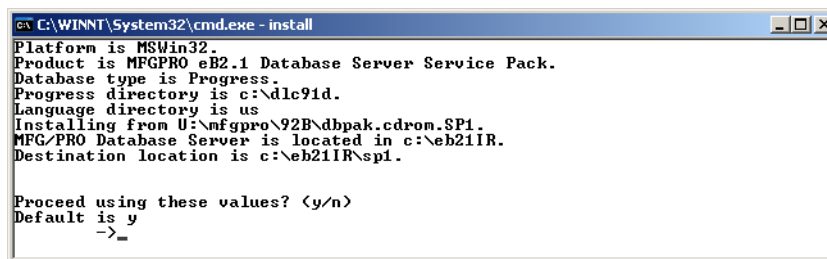 C:\WINNT\System32\cmd.exe - install
Platform is MSWin32.
Product is MFGPRO eB2.1 Database Server Service Pack.
Database type is Progress.
Progress directory is c:\dlc91d.
Language directory is us
Installing from U:\mfgpro\92B\dbpak.cdrom.SP1.
MFG/PRO Database Server is located in c:\eb21IR.
Destination location is c:\eb21IR\sp1.
Proceed using these values? (y/n)
Default is y
->_